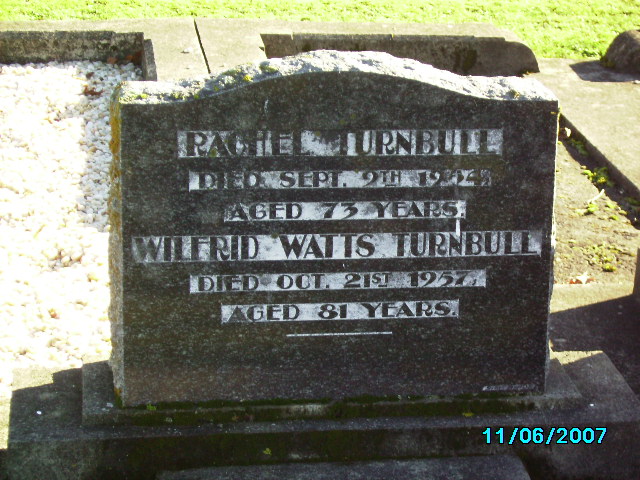 RACHEL TURNBULL
DIED SEPT. 9TH
AGED 73 YEARS.
WILFRID WATTS TURNBULL
DIED OCT. 21ST 1957,
AGED 81 YEARS.
11/06/2007